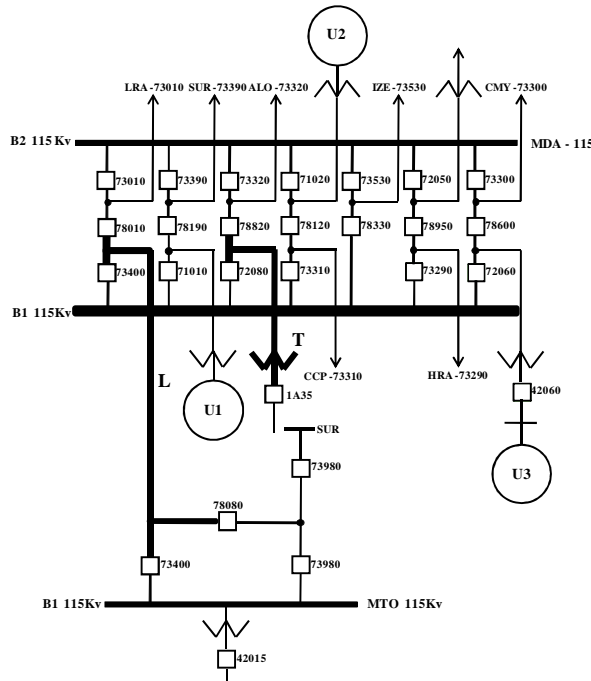 U2
LRA -73010 SUR -73390 ALO -73320 IZE -73530 CMY -73300
B2 115 Kv MDA - 115
73010 73390 73320 71020 73530 72050 73300
78010 78190 78820 78120 78330 78950 78600
73400 71010 72080 73310 73290 72060
B1 115Kv
T
L CCP -73310 HRA -73290
U1 1A35 42060
SUR
73980 U3
78080
73400 73980
B1 115Kv MTO 115Kv
42015